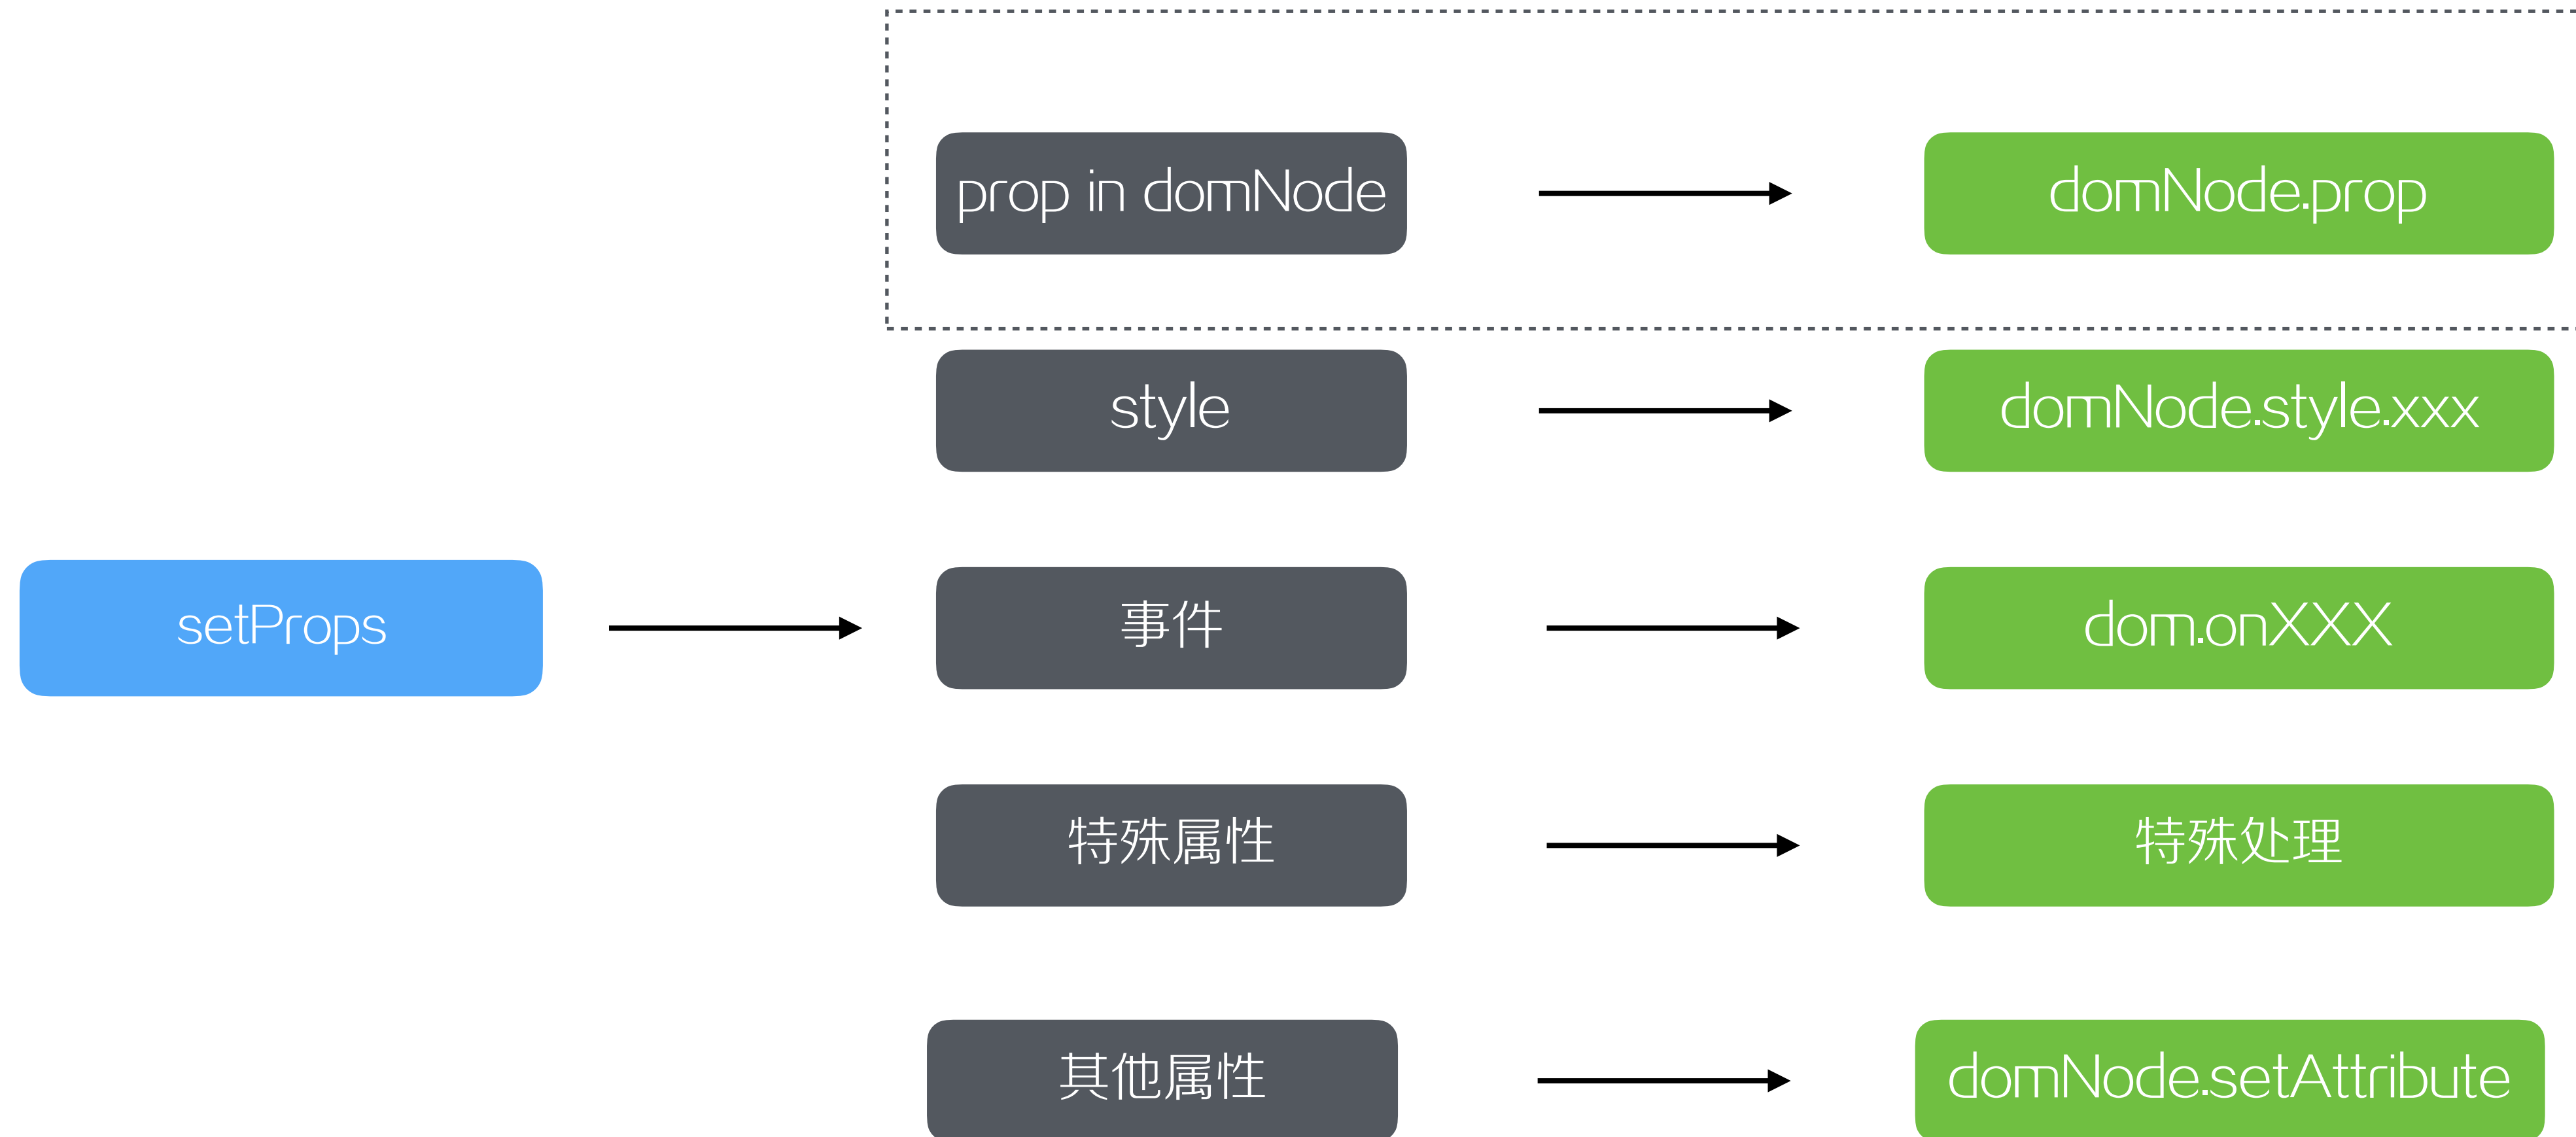 prop in domNode
domNode.prop
style
domNode.style.xxx
setProps
事件
dom.onXXX
特殊属性
特殊处理
其他属性
domNode.setAttribute